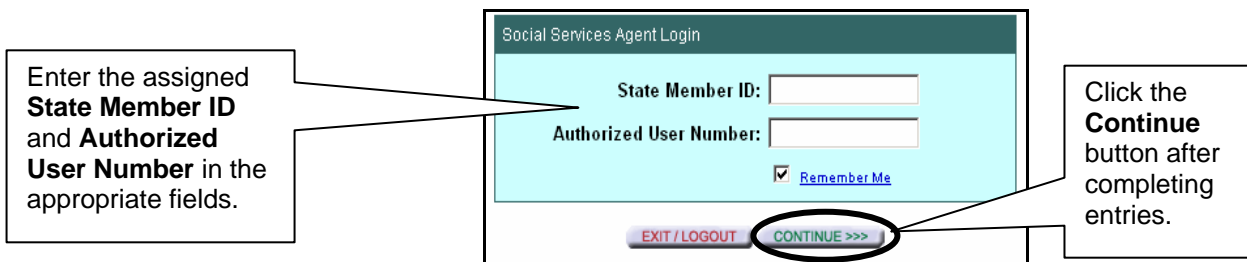 Enter the assigned
State Member ID
and Authorized
User Number in the
appropriate fields.
Social Services Agent Login
State Member ID:
Authorized User Number:
Remember Me
EXIT / LOGOUT
CONTINUE >>>
Click the
Continue
button after
completing
entries.